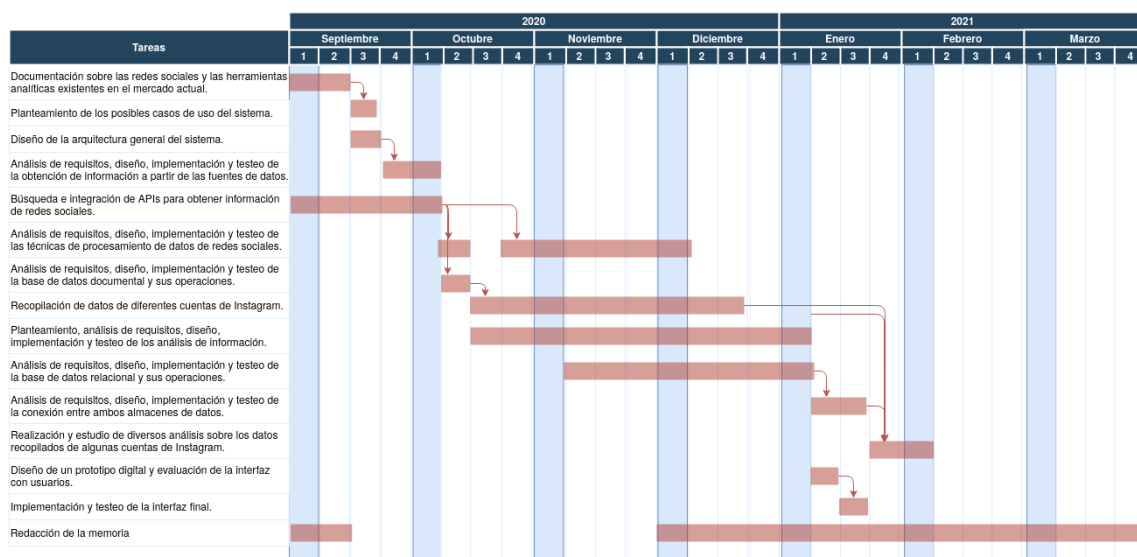 2020 2021
Tareas Septiembre Octubre Noviembre Diciembre Enero Febrero Marzo
1 2 3 4 1 2 3 4 1 2 3 4 1 2 3 4 1 2 3 4 1 2 3 4 1 2 3 4
Documentación sobre las redes sociales y las herramientas
analíticas existentes en el mercado actual.
Planteamiento de los posibles casos de uso del sistema.
Diseño de la arquitectura general del sistema.
Análisis de requisitos, diseño, implementación y testeo de
la obtención de información a partir de las fuentes de datos.
Búsqueda e integración de APIs para obtener información
de redes sociales.
Análisis de requisitos, diseño, implementación y testeo de
las técnicas de procesamiento de datos de redes sociales.
Análisis de requisitos, diseño, implementación y testeo de
la base de datos documental y sus operaciones.
Recopilación de datos de diferentes cuentas de Instagram.
Planteamiento, análisis de requisitos, diseño,
implementación y testeo de los análisis de información.
Análisis de requisitos, diseño, implementación y testeo de
la base de datos relacional y sus operaciones.
Análisis de requisitos, diseño, implementación y testeo de
la conexión entre ambos almacenes de datos.
Realización y estudio de diversos análisis sobre los datos
recopilados de algunas cuentas de Instagram.
Diseño de un prototipo digital y evaluación de la interfaz
con usuarios.
Implementación y testeo de la interfaz final.
Redacción de la memoria